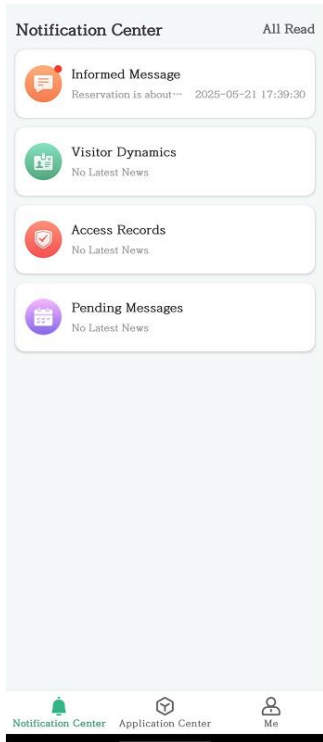 Notification Center All Read
Informed Message
Reservation is about··· 2025-05-21 17:39:30
Visitor Dynamics
No Latest News
Access Records
No Latest News
Pending Messages
No Latest News
Notification Center Application Center Me